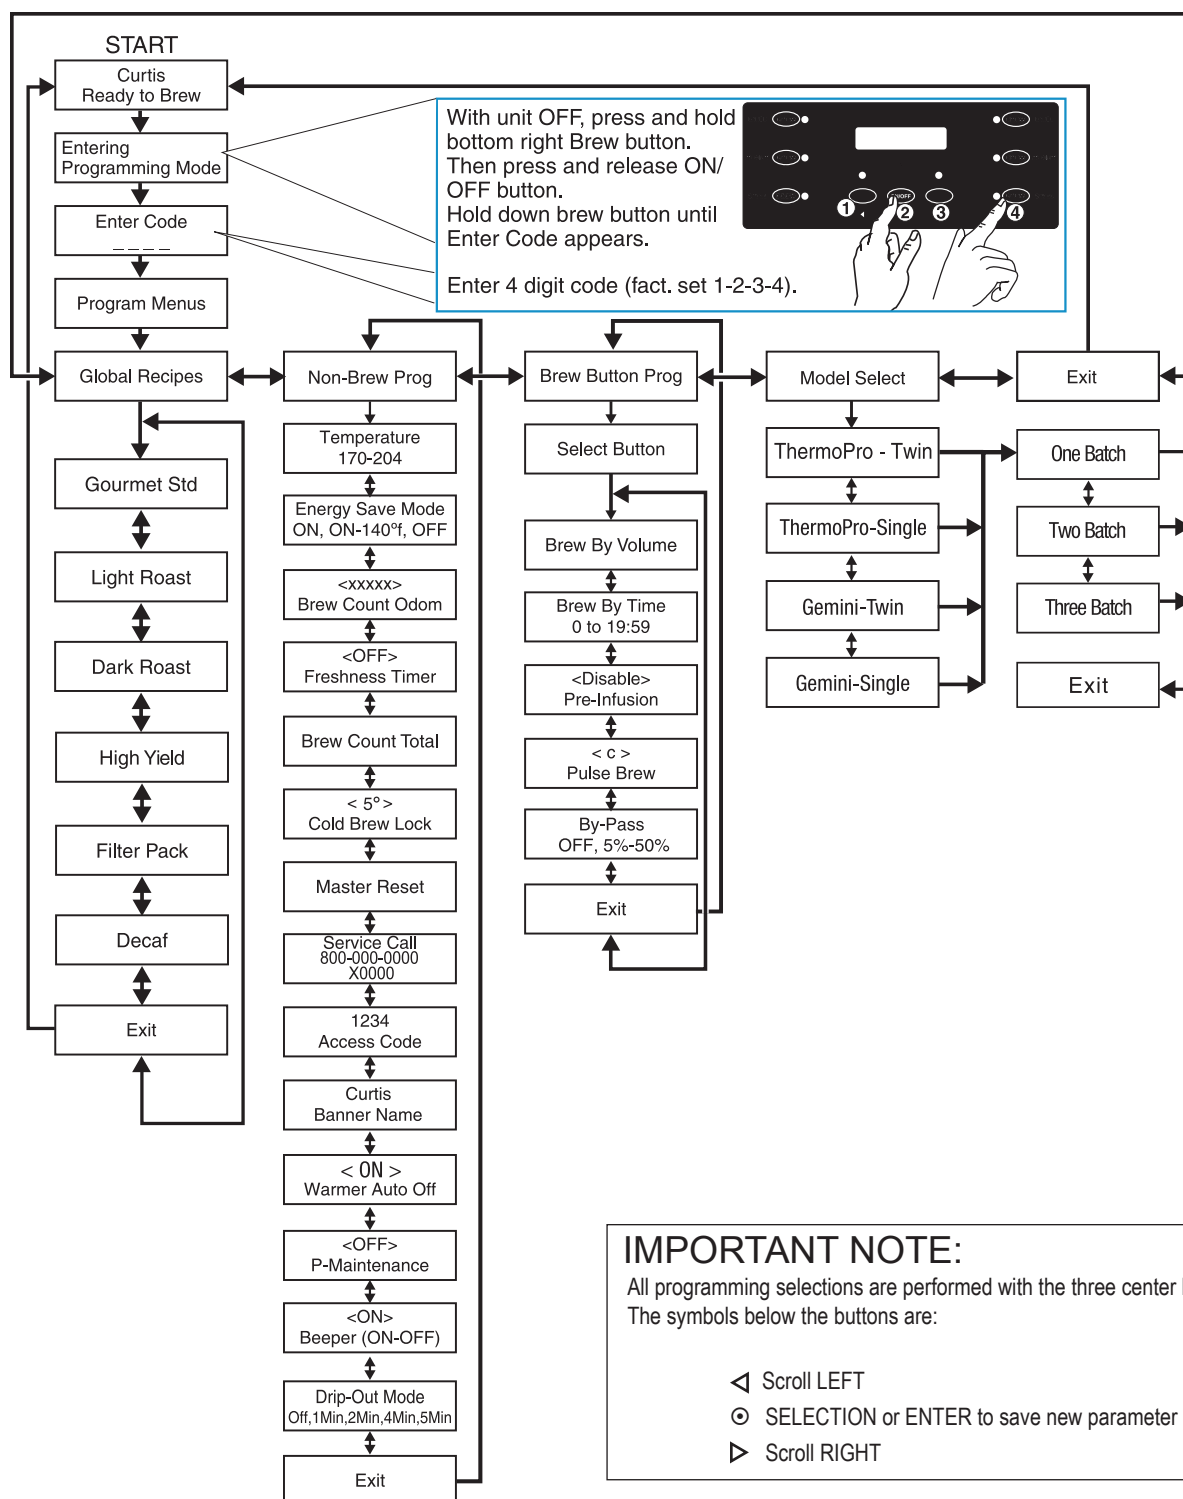 START
Curtis
Ready to Brew
Entering
Programming Mode
Enter Code
_ _ _ _
Program Menus
With unit OFF, press and hold
bottom right Brew button.
Then press and release ON/
OFF button.
Hold down brew button until
Enter Code appears.
Enter 4 digit code (fact. set 1-2-3-4).
ON/OFF
1
2
3
4
Global Recipes
Gourmet Std
Light Roast
Dark Roast
High Yield
Filter Pack
Decaf
Exit
Non-Brew Prog
Temperature
170-204
Energy Save Mode
ON, ON-140°f, OFF
<xxxxx>
Brew Count Odom
<OFF>
Freshness Timer
Brew Count Total
< 5° >
Cold Brew Lock
Master Reset
Service Call
800-000-0000
X0000
1234
Access Code
Curtis
Banner Name
< ON >
Warmer Auto Off
<OFF>
P-Maintenance
<ON>
Beeper (ON-OFF)
Drip-Out Mode
Off,1Min,2Min,4Min,5Min
Exit
Brew Button Prog
Select Button
Brew By Volume
Brew By Time
0 to 19:59
<Disable>
Pre-Infusion
< c >
Pulse Brew
By-Pass
OFF, 5%-50%
Exit
Model Select
ThermoPro - Twin
ThermoPro-Single
Gemini-Twin
Gemini-Single
Exit
One Batch
Two Batch
Three Batch
Exit
IMPORTANT NOTE:
All programming selections are performed with the three center
The symbols below the buttons are:
Scroll LEFT
SELECTION or ENTER to save new parameter
Scroll RIGHT